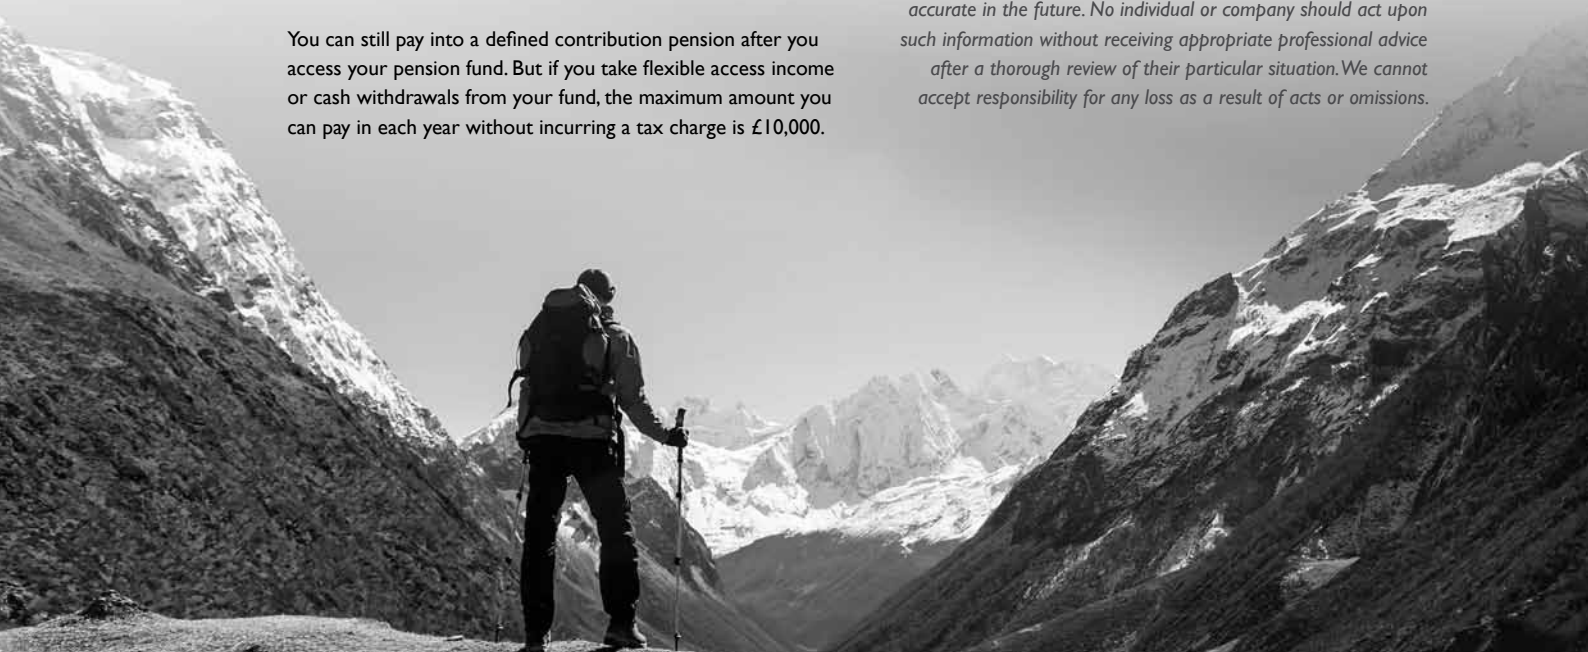 You can still pay into a defined contribution pension after you
access your pension fund. But if you take flexible access income
or cash withdrawals from your fund, the maximum amount you
can pay in each year without incurring a tax charge is £10,000.
accurate in the future. No individual or company should act upon
such information without receiving appropriate professional advice
after a thorough review of their particular situation. We cannot
accept responsibility for any loss as a result of acts or omissions.